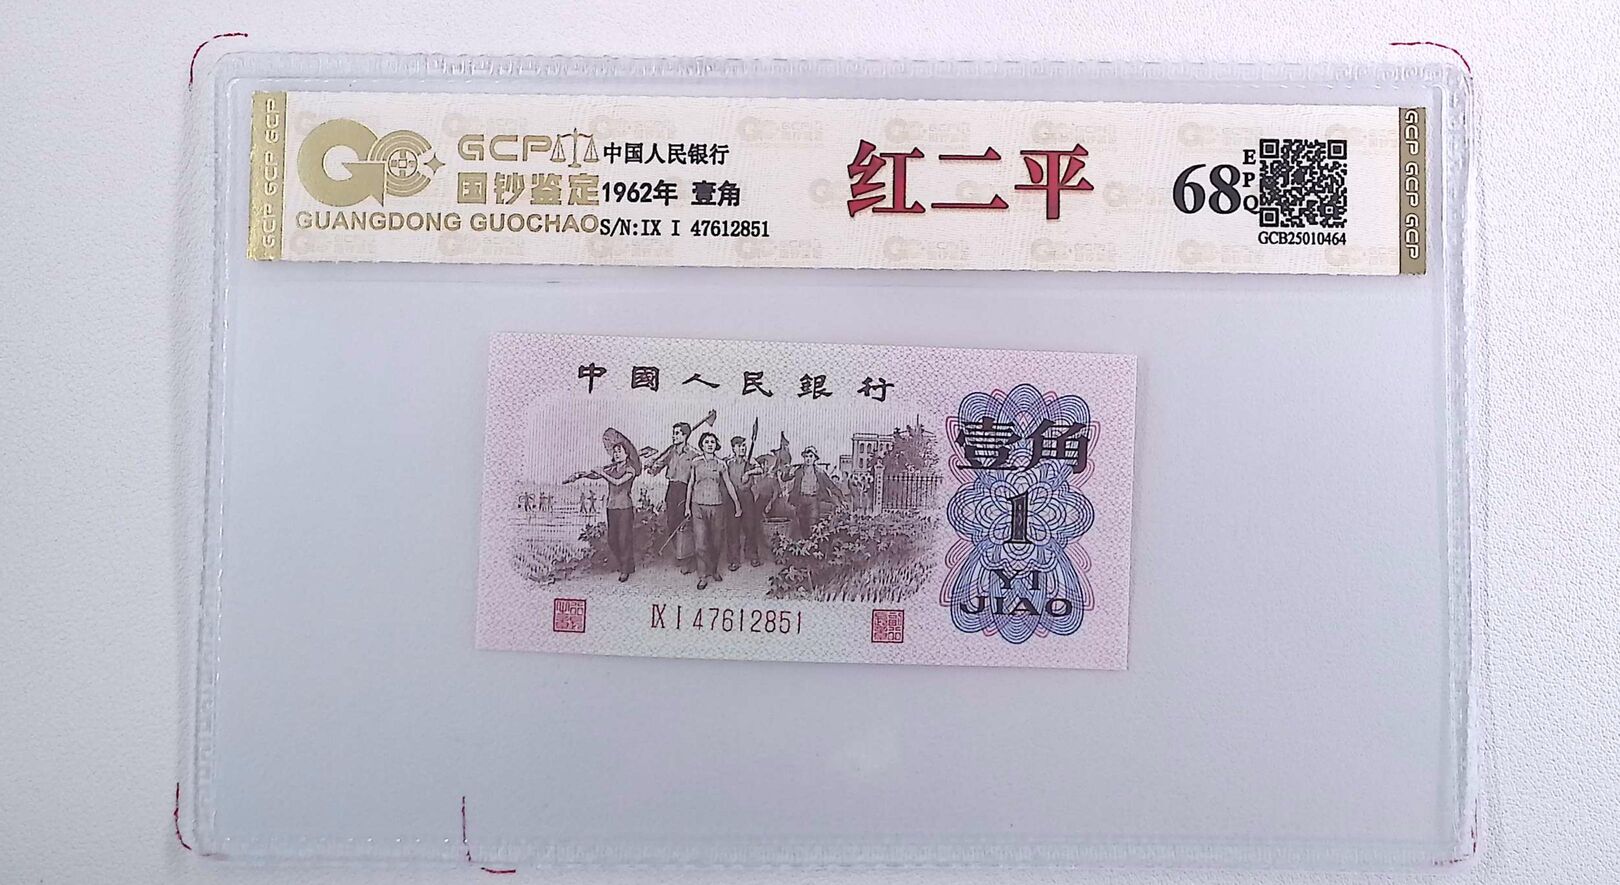 GCP GCP GCP
GCP
国钞鉴定
GUANGDONG GUOCHAO
中国人民银行
1962年 壹角
S/N:IX I 47612851
红二平
68
EPQ
GCB25010464
GCP GCP GCP
中國人民銀行
壹角
1
YI
JIAO
IX I 47612851